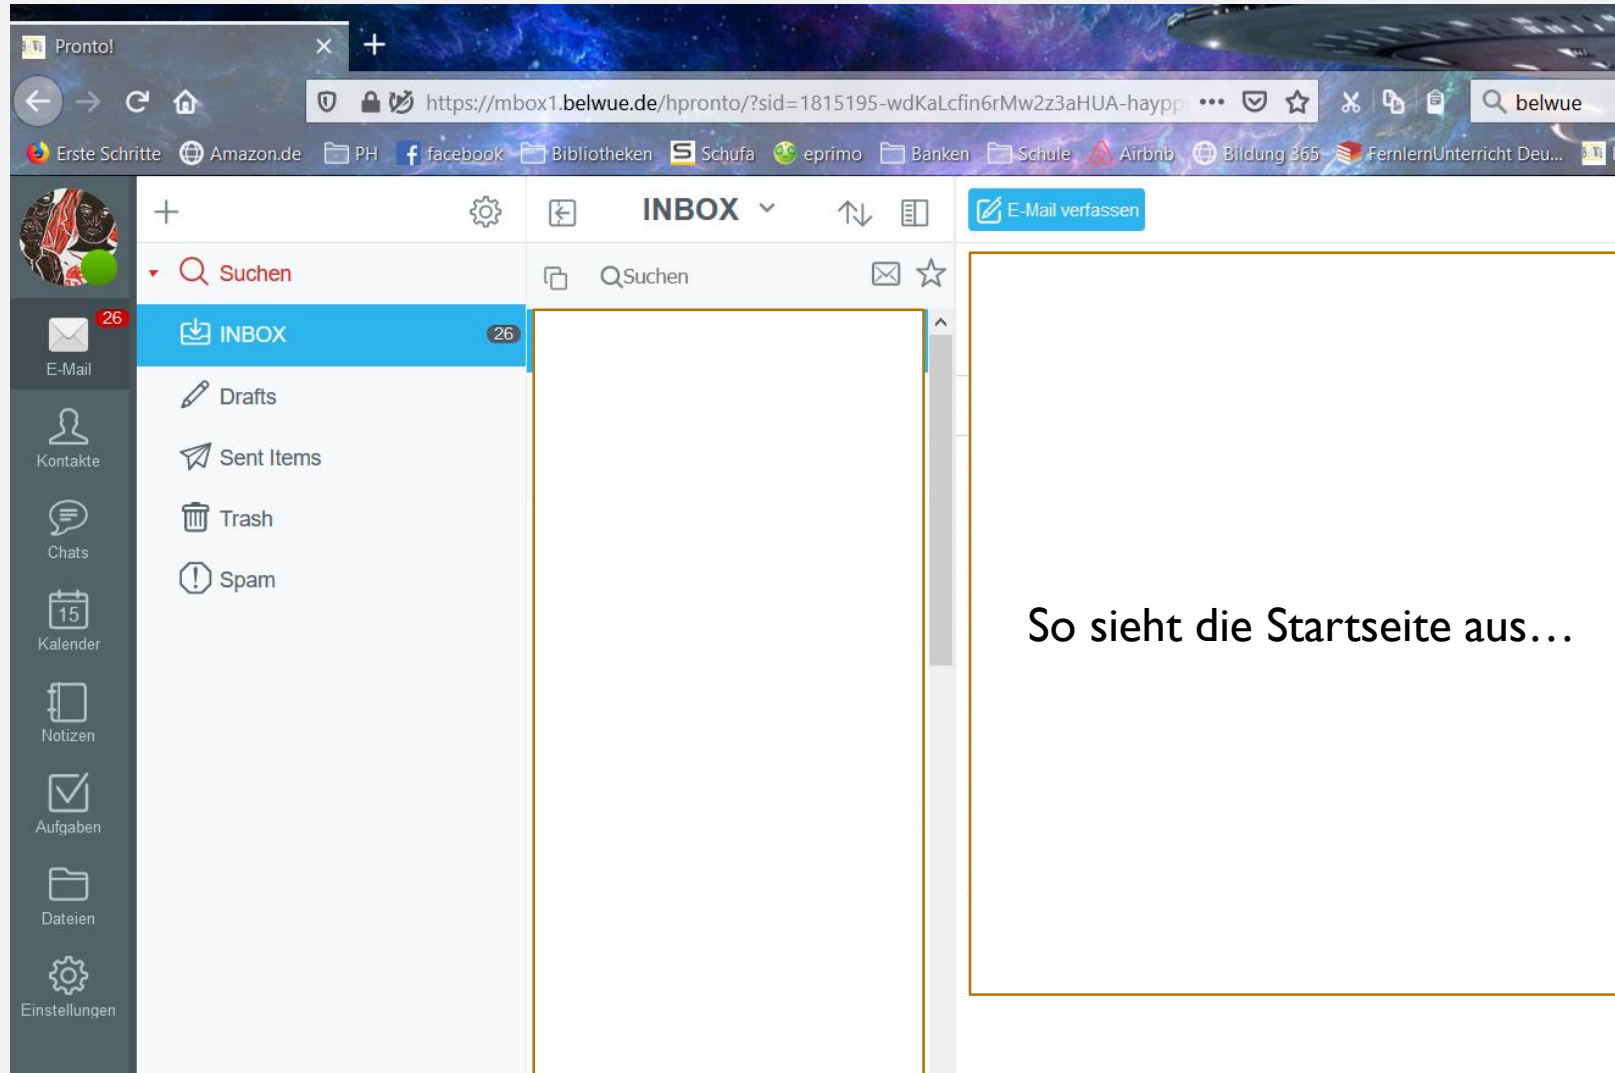 Pronto!
https://mbox1.belwue.de/hpronto/?sid=1815195-wdKaLcfin6rMw2z3aHUA-haypp
belwue
Erste Schritte Amazon.de PH facebook Bibliotheken Schufa eprimo Banken Schule Airbnb Bildung 365 FernlernUnterricht Deu...
INBOX
E-Mail verfassen
Suchen
Suchen
26
E-Mail
INBOX 26
Drafts
Kontakte
Sent Items
Chats
Trash
15
Kalender
Spam
So sieht die Startseite aus…
Notizen
Aufgaben
Dateien
Einstellungen